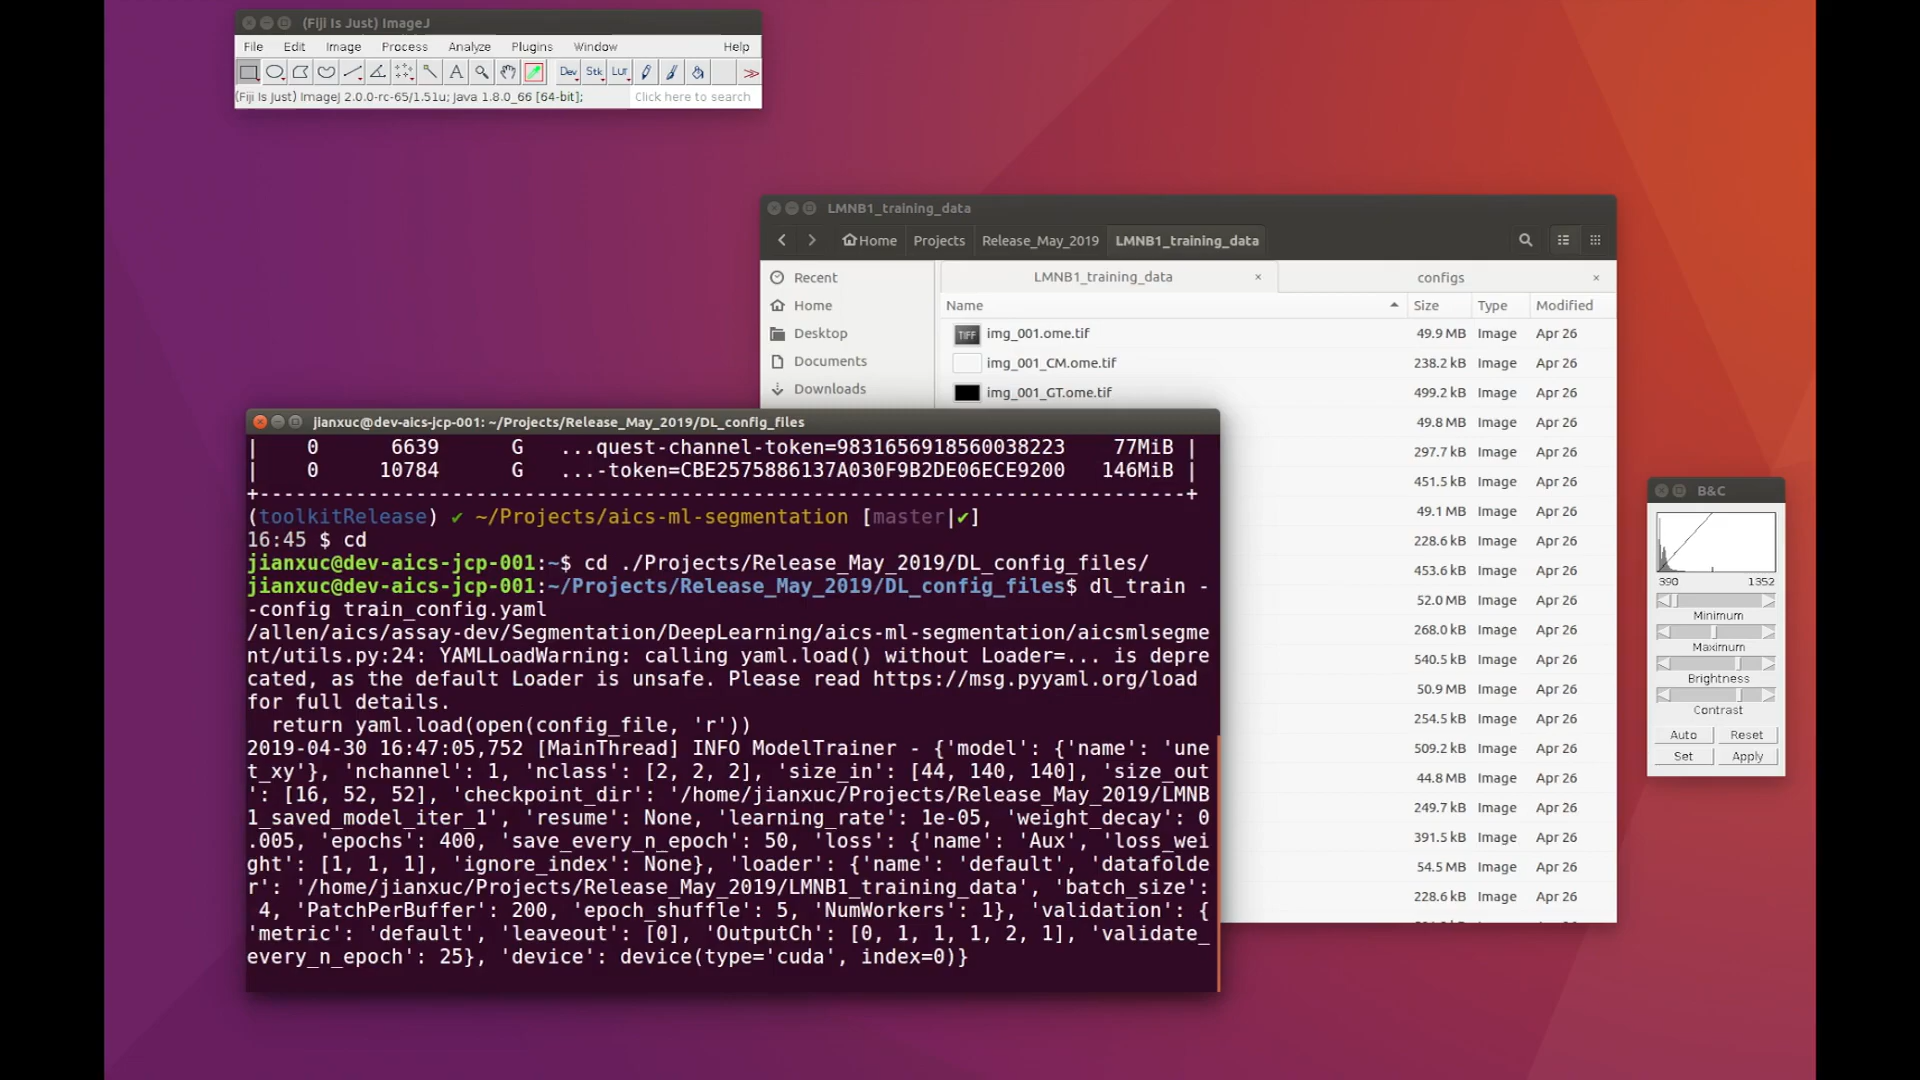 (Fiji Is Just) ImageJ
File Edit Image Process Analyze Plugins Window Help
A Dev Stk Lut >>
(Fiji Is Just) ImageJ 2.0.0-rc-65/1.51u; Java 1.8.0_66 [64-bit]; Click here to search
LMNB1_training_data
Home Projects Release_May_2019 LMNB1_training_data
Recent
Home
Desktop
Documents
Downloads
LMNB1_training_data × configs ×
Name Size Type Modified
TIFF img_001.ome.tif 49.9 MB Image Apr 26
img_001_CM.ome.tif 238.2 kB Image Apr 26
img_001_GT.ome.tif 499.2 kB Image Apr 26
49.8 MB Image Apr 26
297.7 kB Image Apr 26
451.5 kB Image Apr 26
49.1 MB Image Apr 26
228.6 kB Image Apr 26
453.6 kB Image Apr 26
52.0 MB Image Apr 26
268.0 kB Image Apr 26
540.5 kB Image Apr 26
50.9 MB Image Apr 26
254.5 kB Image Apr 26
509.2 kB Image Apr 26
44.8 MB Image Apr 26
249.7 kB Image Apr 26
391.5 kB Image Apr 26
54.5 MB Image Apr 26
228.6 kB Image Apr 26
jianxuc@dev-aics-jcp-001: ~/Projects/Release_May_2019/DL_config_files
| 0 6639 G ...quest-channel-token=9831656918560038223 77MiB |
| 0 10784 G ...-token=CBE2575886137A030F9B2DE06ECE9200 146MiB |
+-----------------------------------------------------------------------------+
(toolkitRelease) ✔ ~/Projects/aics-ml-segmentation [master|✔]
16:45 $ cd
jianxuc@dev-aics-jcp-001:~$ cd ./Projects/Release_May_2019/DL_config_files/
jianxuc@dev-aics-jcp-001:~/Projects/Release_May_2019/DL_config_files$ dl_train -
-config train_config.yaml
/allen/aics/assay-dev/Segmentation/DeepLearning/aics-ml-segmentation/aicsmlsegme
nt/utils.py:24: YAMLLoadWarning: calling yaml.load() without Loader=... is depre
cated, as the default Loader is unsafe. Please read https://msg.pyyaml.org/load
for full details.
return yaml.load(open(config_file, 'r'))
2019-04-30 16:47:05,752 [MainThread] INFO ModelTrainer - {'model': {'name': 'une
t_xy'}, 'nchannel': 1, 'nclass': [2, 2, 2], 'size_in': [44, 140, 140], 'size_out
': [16, 52, 52], 'checkpoint_dir': '/home/jianxuc/Projects/Release_May_2019/LMNB
1_saved_model_iter_1', 'resume': None, 'learning_rate': 1e-05, 'weight_decay': 0
.005, 'epochs': 400, 'save_every_n_epoch': 50, 'loss': {'name': 'Aux', 'loss_wei
ght': [1, 1, 1], 'ignore_index': None}, 'loader': {'name': 'default', 'datafolde
r': '/home/jianxuc/Projects/Release_May_2019/LMNB1_training_data', 'batch_size':
4, 'PatchPerBuffer': 200, 'epoch_shuffle': 5, 'NumWorkers': 1}, 'validation': {
'metric': 'default', 'leaveout': [0], 'OutputCh': [0, 1, 1, 1, 2, 1], 'validate_
every_n_epoch': 25}, 'device': device(type='cuda', index=0)}
B&C
390 1352
Minimum
Maximum
Brightness
Contrast
Auto Reset
Set Apply